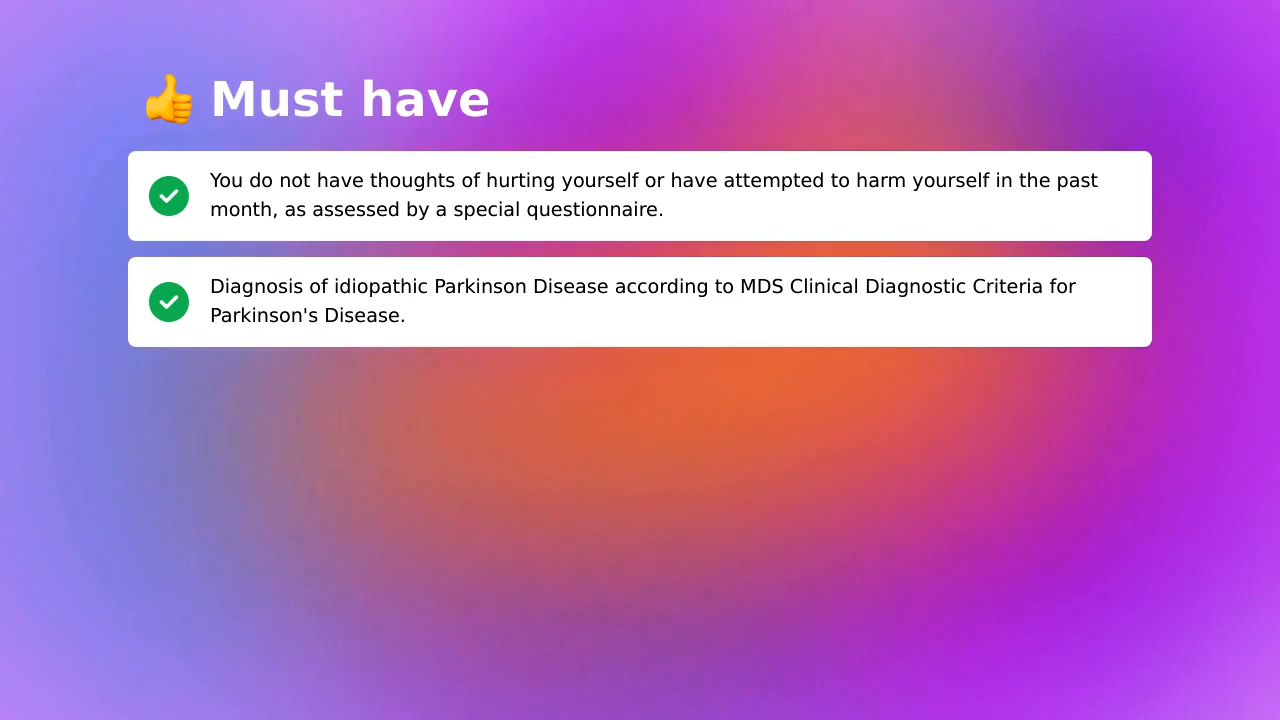 👍 Must have
You do not have thoughts of hurting yourself or have attempted to harm yourself in the past
month, as assessed by a special questionnaire.
Diagnosis of idiopathic Parkinson Disease according to MDS Clinical Diagnostic Criteria for
Parkinson's Disease.